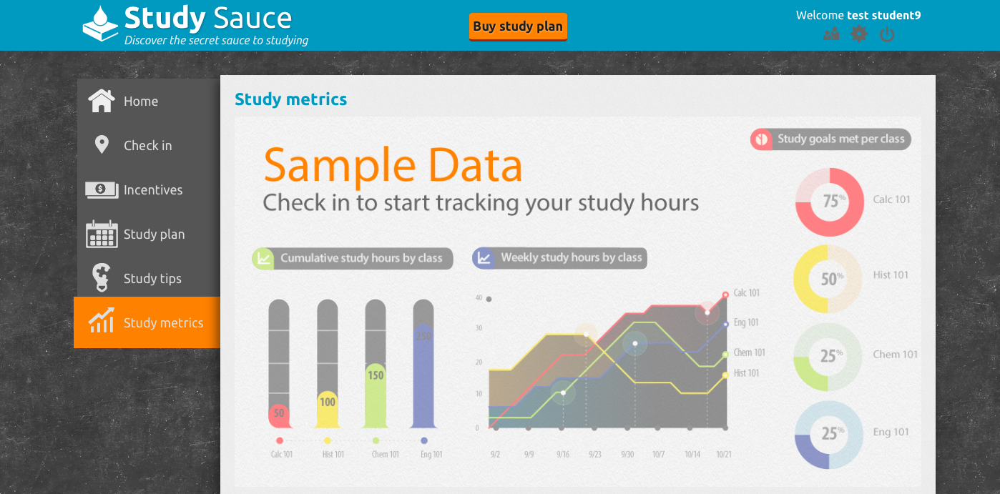 Study Sauce
Discover the secret sauce to studying
Buy study plan
Welcome test student9
Home
Check in
$
Incentives
Study plan
Study tips
Study metrics
Study metrics
Sample Data
Check in to start tracking your study hours
Study goals met per class
75%
Calc 101
50%
Hist 101
25%
Chem 101
25%
Eng 101
Cumulative study hours by class
50
100
150
250
Calc 101
Hist 101
Chem 101
Eng 101
Weekly study hours by class
40
30
20
10
0
Calc 101
Eng 101
Chem 101
Hist 101
9/2 9/9 9/16 9/23 9/30 10/7 10/14 10/21